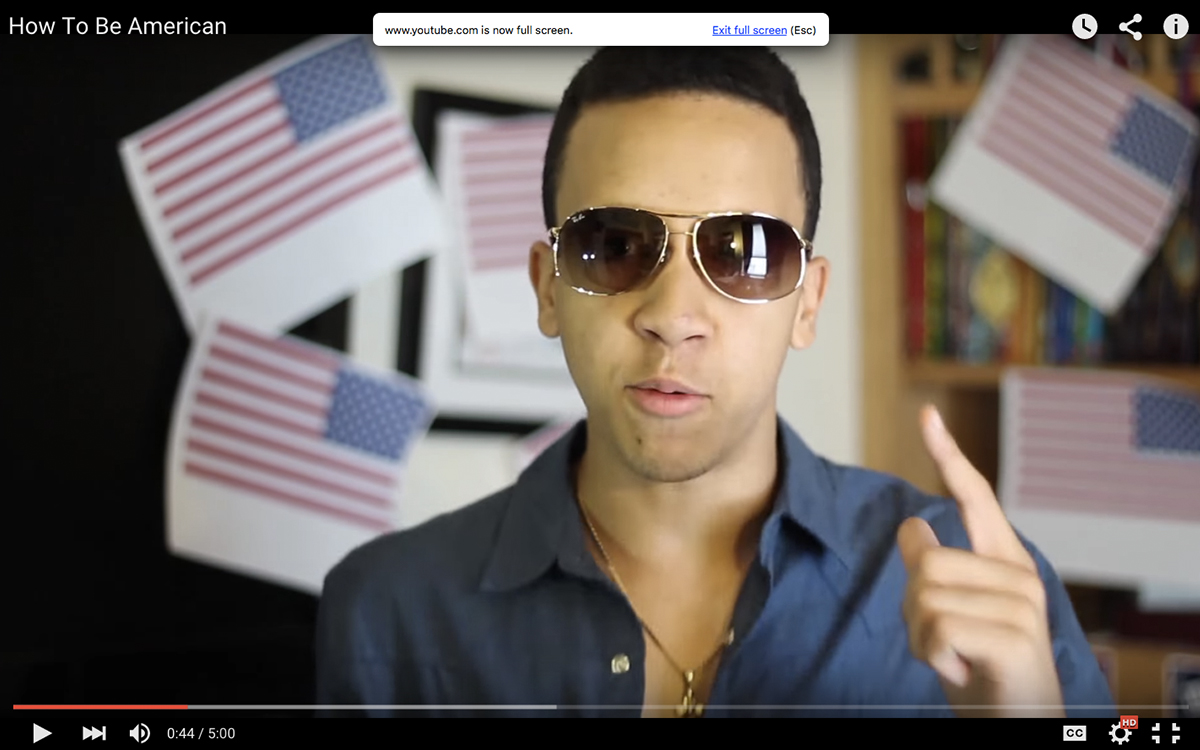 How To Be American
www.youtube.com is now full screen.
Exit full screen (Esc)
Ray-Ban
0:44 / 5:00
CC
HD